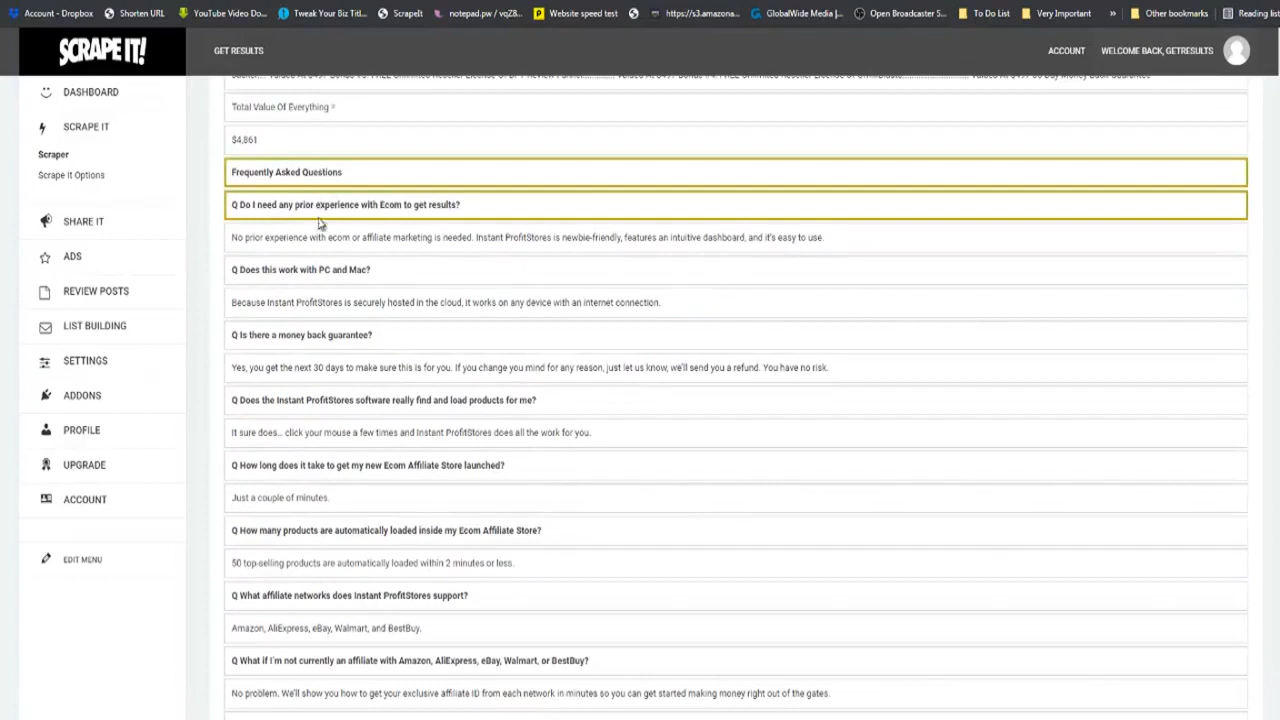 Account - Dropbox
Shorten URL
YouTube Video Do...
Tweak Your Biz Titl...
ScrapeIt
notepad.pw / vqZ8...
Website speed test
https://s3.amazona...
GlobalWide Media |...
Open Broadcaster S...
To Do List
Very Important
»
Other bookmarks
Reading list
SCRAPE IT!
GET RESULTS
ACCOUNT
WELCOME BACK, GETRESULTS
DASHBOARD
SCRAPE IT
Scraper
Scrape It Options
SHARE IT
ADS
REVIEW POSTS
LIST BUILDING
SETTINGS
ADDONS
PROFILE
UPGRADE
ACCOUNT
EDIT MENU
Total Value Of Everything =
$4,861
Frequently Asked Questions
Q Do I need any prior experience with Ecom to get results?
No prior experience with ecom or affiliate marketing is needed. Instant ProfitStores is newbie-friendly, features an intuitive dashboard, and it's easy to use.
Q Does this work with PC and Mac?
Because Instant ProfitStores is securely hosted in the cloud, it works on any device with an internet connection.
Q Is there a money back guarantee?
Yes, you get the next 30 days to make sure this is for you. If you change you mind for any reason, just let us know, we'll send you a refund. You have no risk.
Q Does the Instant ProfitStores software really find and load products for me?
It sure does... click your mouse a few times and Instant ProfitStores does all the work for you.
Q How long does it take to get my new Ecom Affiliate Store launched?
Just a couple of minutes.
Q How many products are automatically loaded inside my Ecom Affiliate Store?
50 top-selling products are automatically loaded within 2 minutes or less.
Q What affiliate networks does Instant ProfitStores support?
Amazon, AliExpress, eBay, Walmart, and BestBuy.
Q What if I'm not currently an affiliate with Amazon, AliExpress, eBay, Walmart, or BestBuy?
No problem. We'll show you how to get your exclusive affiliate ID from each network in minutes so you can get started making money right out of the gates.